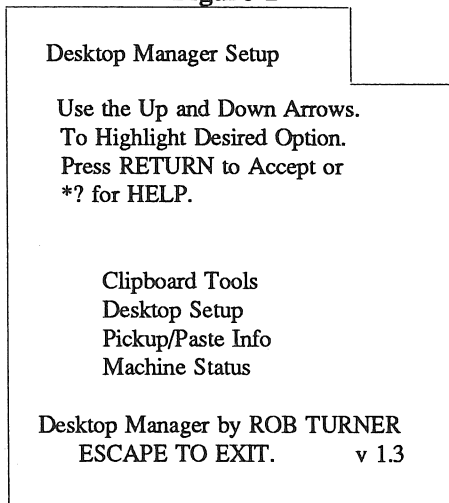 Desktop Manager Setup
Use the Up and Down Arrows.
To Highlight Desired Option.
Press RETURN to Accept or
*? for HELP.
Clipboard Tools
Desktop Setup
Pickup/Paste Info
Machine Status
Desktop Manager by ROB TURNER
ESCAPE TO EXIT. v 1.3